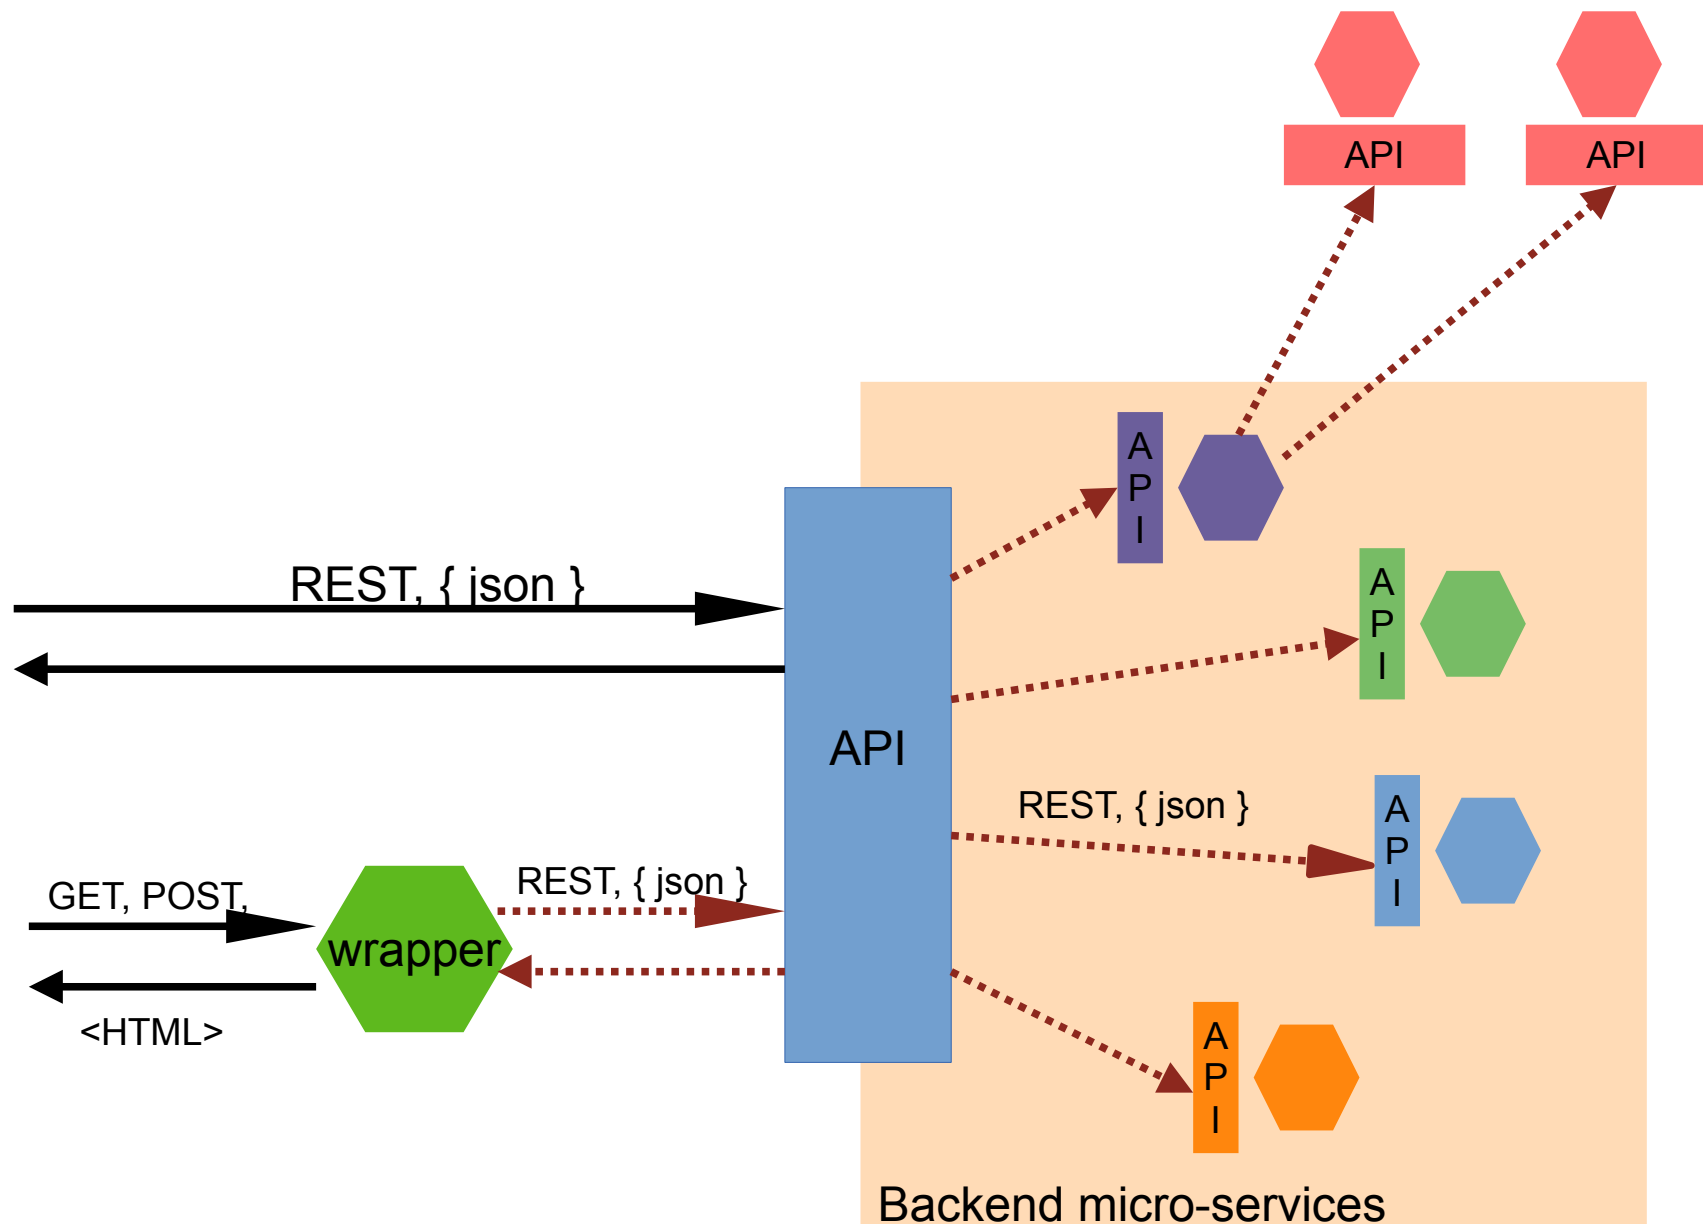 API
API
A
P
I
REST, { json }
A
P
I
API
REST, { json }
A
P
I
GET, POST,
REST, { json }
wrapper
<HTML>
A
P
I
Backend micro-services